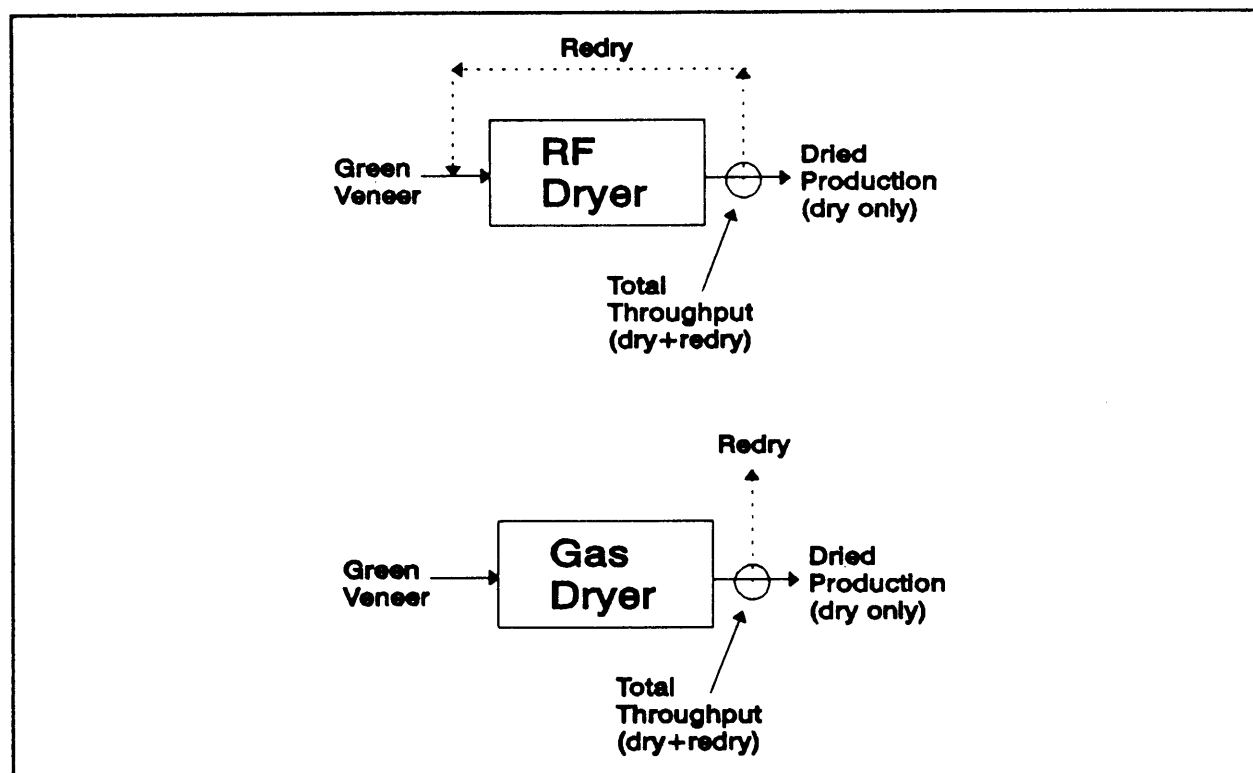 Redry
RF
Dryer
Green
Veneer
Dried
Production
(dry only)
Total
Throughput
(dry+redry)
Redry
Gas
Dryer
Green
Veneer
Dried
Production
(dry only)
Total
Throughput
(dry+redry)